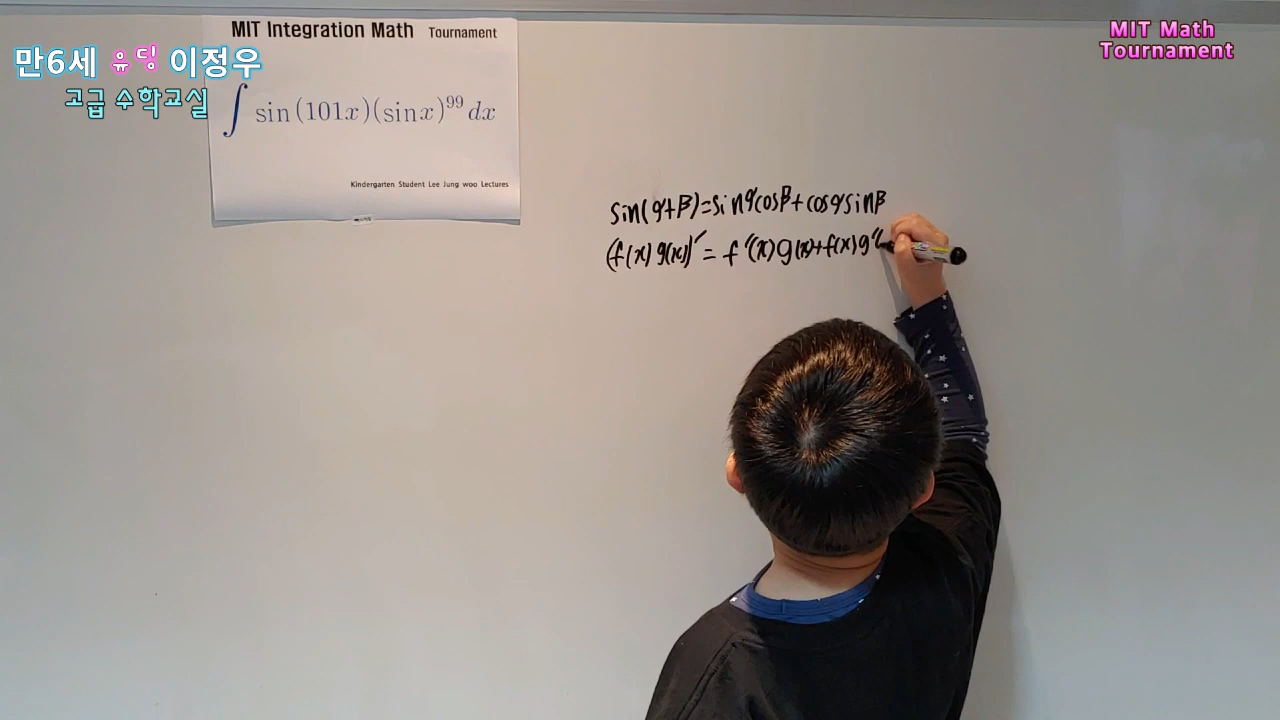 MIT Integration Math Tournament
만6세 유딩 이정우
고급 수학교실
∫ sin(101x)(sinx)⁹⁹ dx
Kindergarten Student Lee Jung woo Lectures
MIT Math
Tournament
sin(α+β)=sinαcosβ+cosαsinβ
(f(x)g(x))′=f′(x)g(x)+f(x)g′(